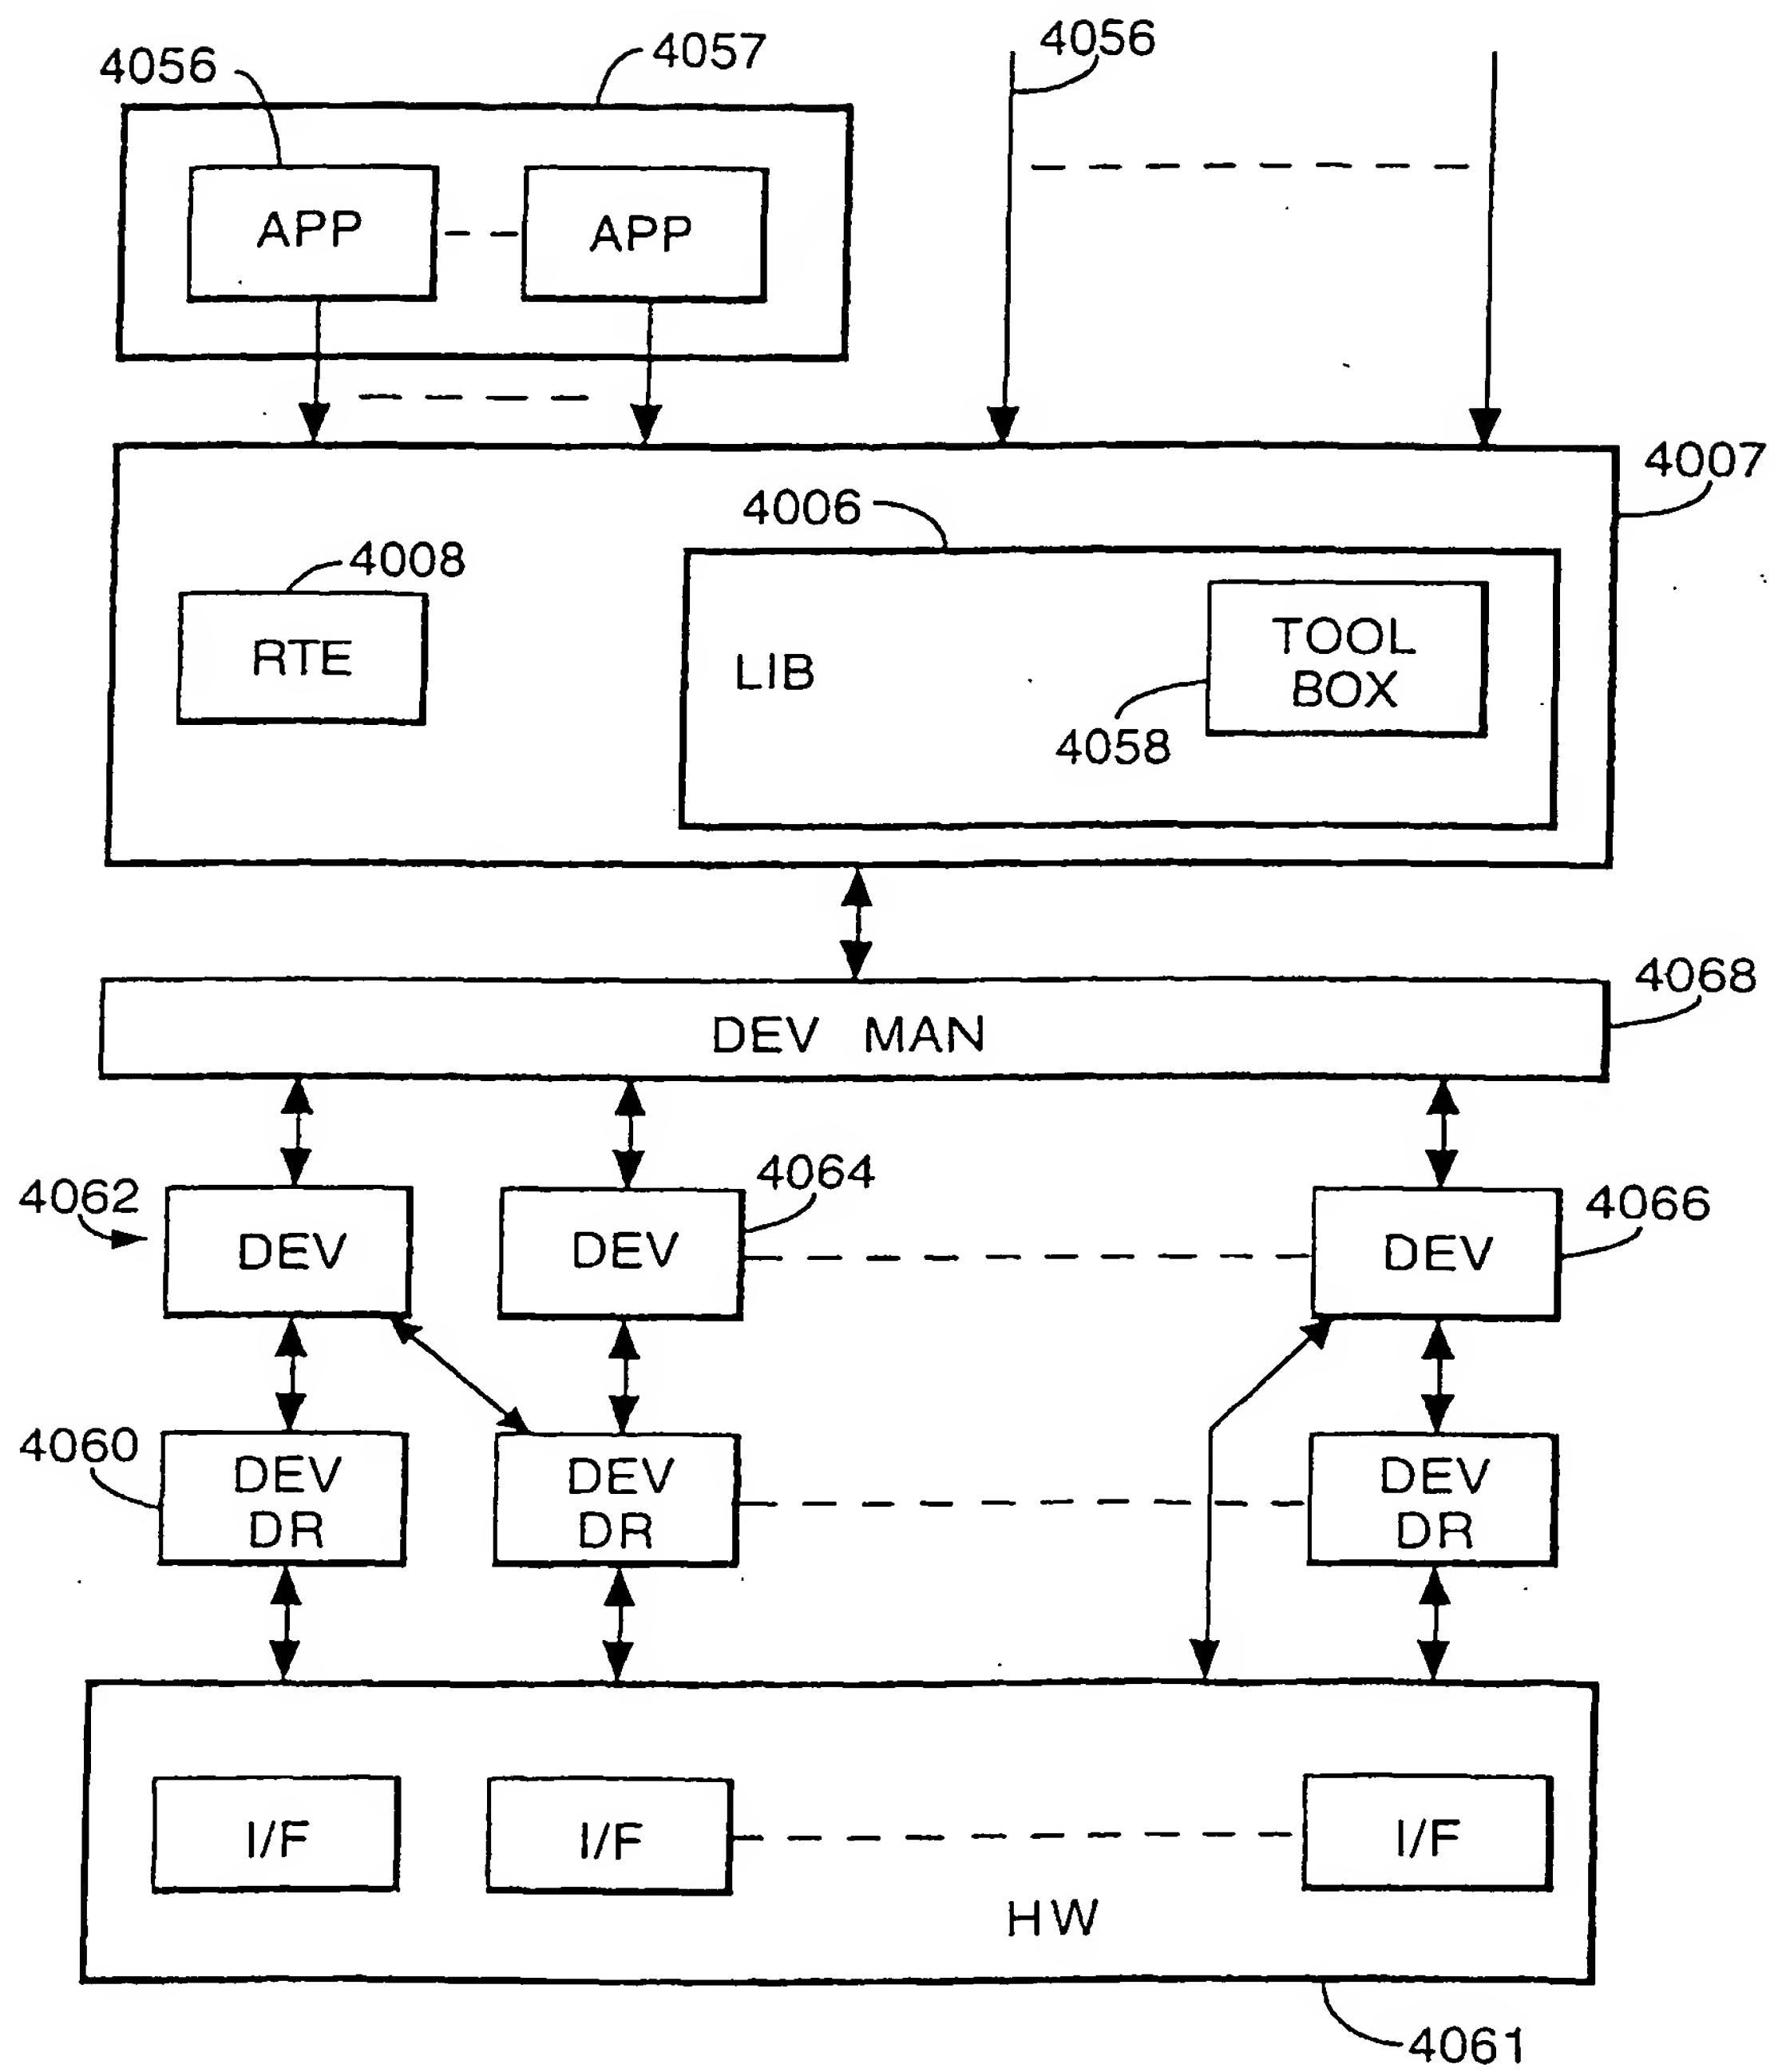 4056
4057
4056
APP
APP
4007
4006
4008
RTE
LIB
TOOL
BOX
4058
4068
DEV MAN
4064
4062
4066
DEV
DEV
DEV
4060
DEV
DR
DEV
DR
DEV
DR
I/F
I/F
I/F
HW
4061